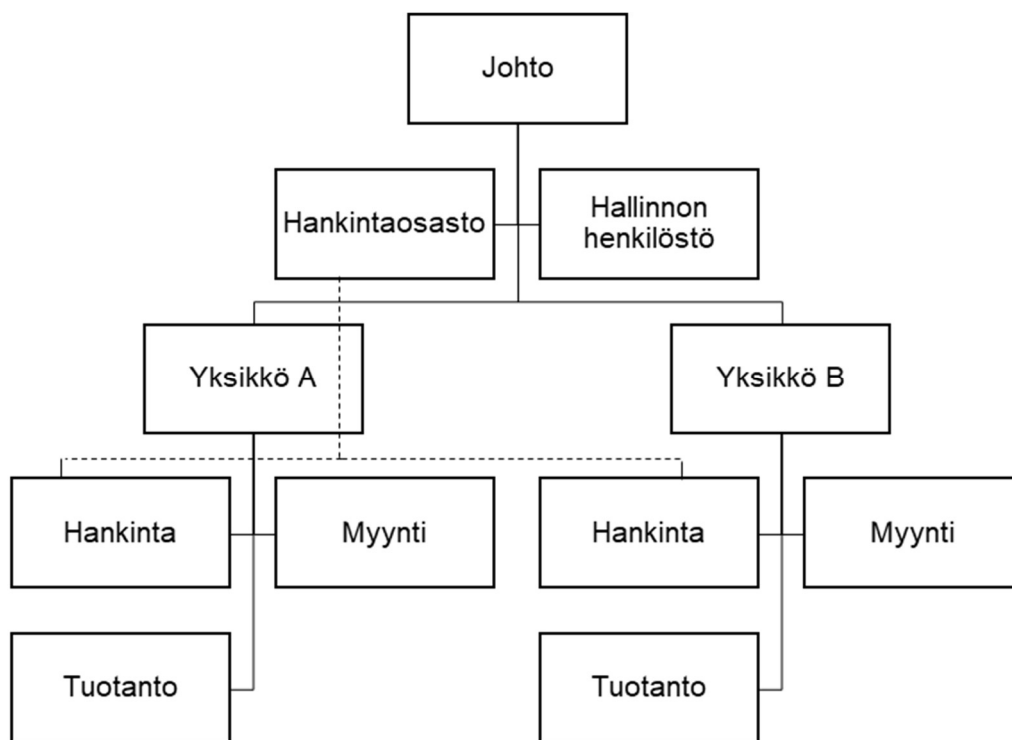 Johto
Hankintaosasto
Hallinnon
henkilöstö
Yksikkö A
Yksikkö B
Hankinta
Myynti
Hankinta
Myynti
Tuotanto
Tuotanto